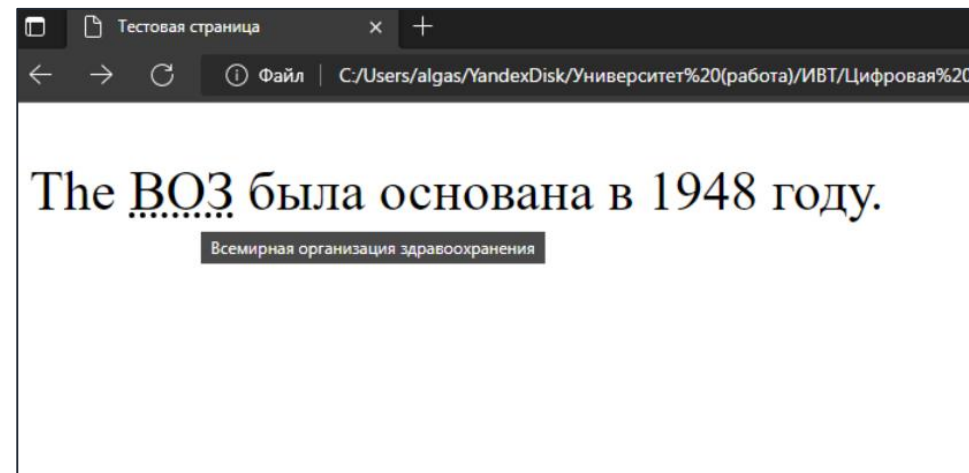 Тестовая страница
Файл | C:/Users/algas/YandexDisk/Университет%20(работа)/ИВТ/Цифровая%20
The ВОЗ была основана в 1948 году.
Всемирная организация здравоохранения